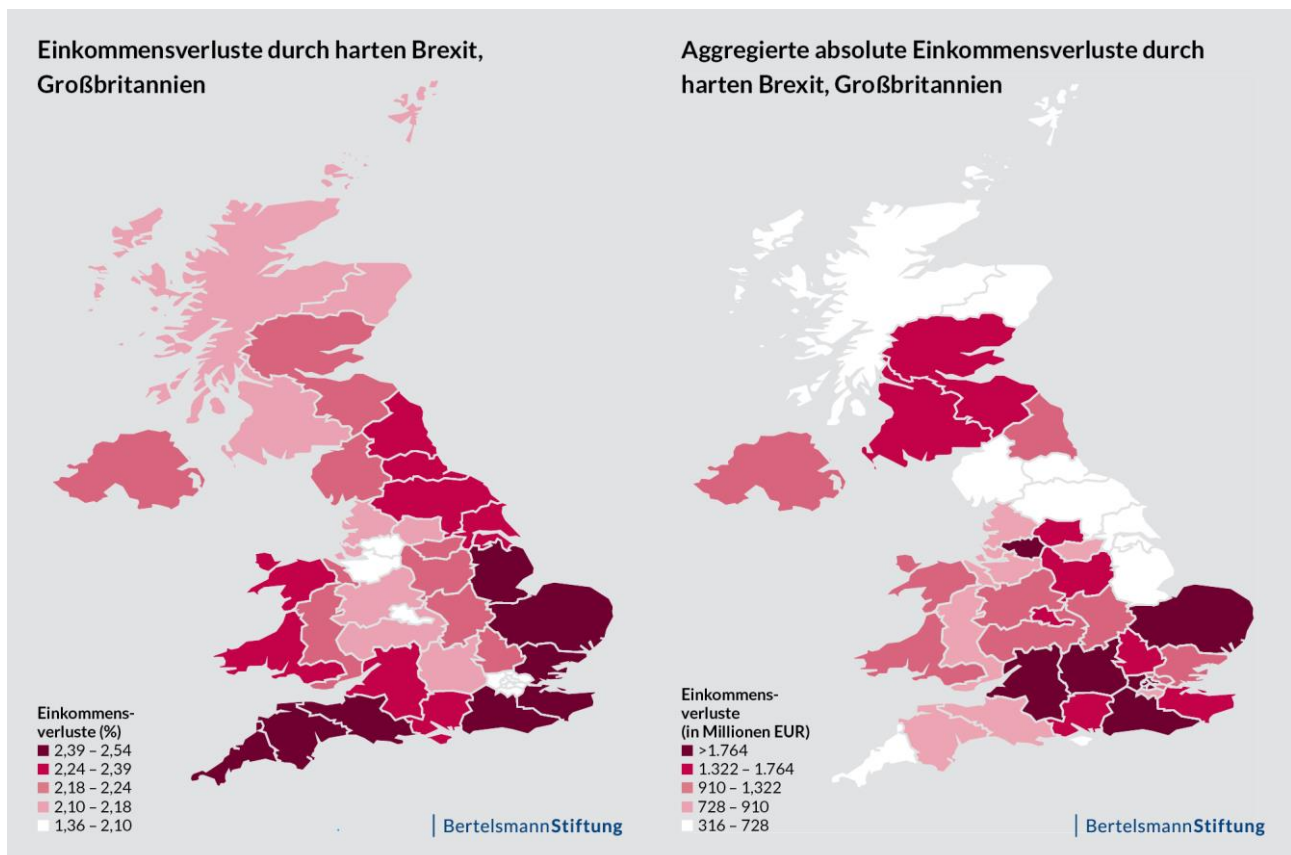 Einkommensverluste durch harten Brexit,
Großbritannien
Einkommens-
verluste (%)
2,39 – 2,54
2,24 – 2,39
2,18 – 2,24
2,10 – 2,18
1,36 – 2,10
BertelsmannStiftung
Aggregierte absolute Einkommensverluste durch
harten Brexit, Großbritannien
Einkommens-
verluste
(in Millionen EUR)
>1.764
1.322 – 1.764
910 – 1,322
728 – 910
316 – 728
BertelsmannStiftung